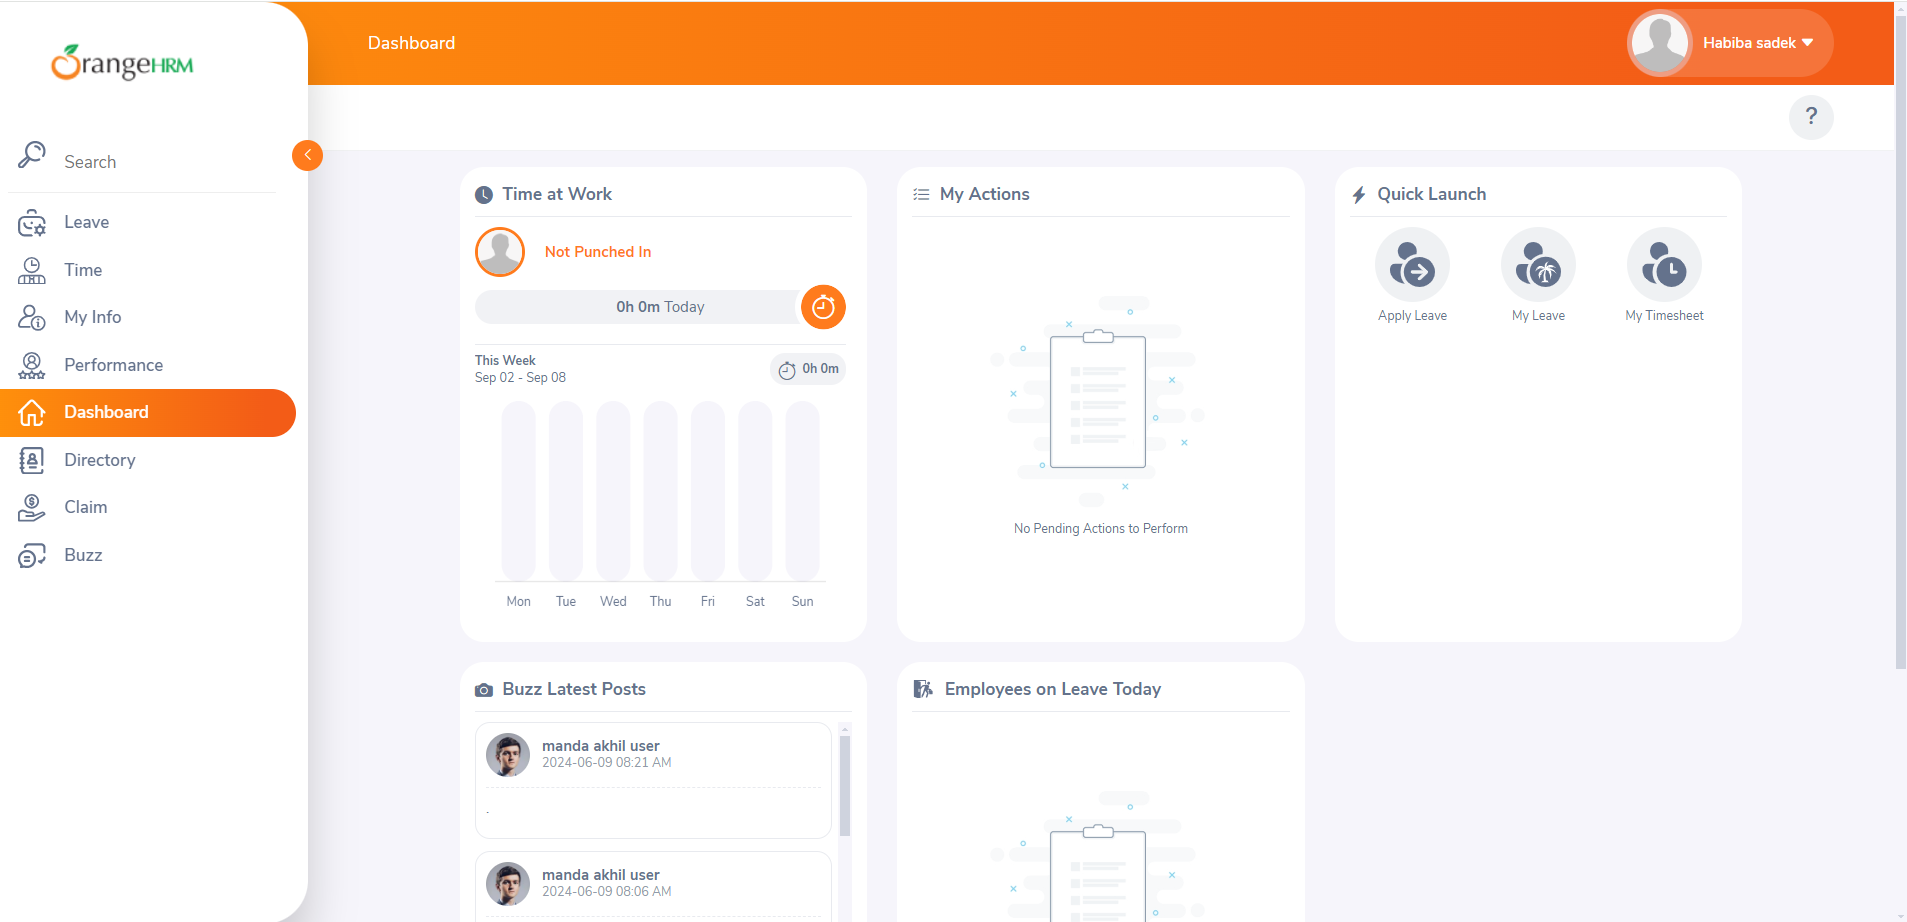 OrangeHRM
Dashboard
Habiba sadek
?
Search
Leave
Time
My Info
Performance
Dashboard
Directory
Claim
Buzz
Time at Work
Not Punched In
0h 0m Today
This Week
Sep 02 - Sep 08
0h 0m
Mon Tue Wed Thu Fri Sat Sun
My Actions
No Pending Actions to Perform
Quick Launch
Apply Leave
My Leave
My Timesheet
Buzz Latest Posts
manda akhil user
2024-06-09 08:21 AM
.
manda akhil user
2024-06-09 08:06 AM
Employees on Leave Today